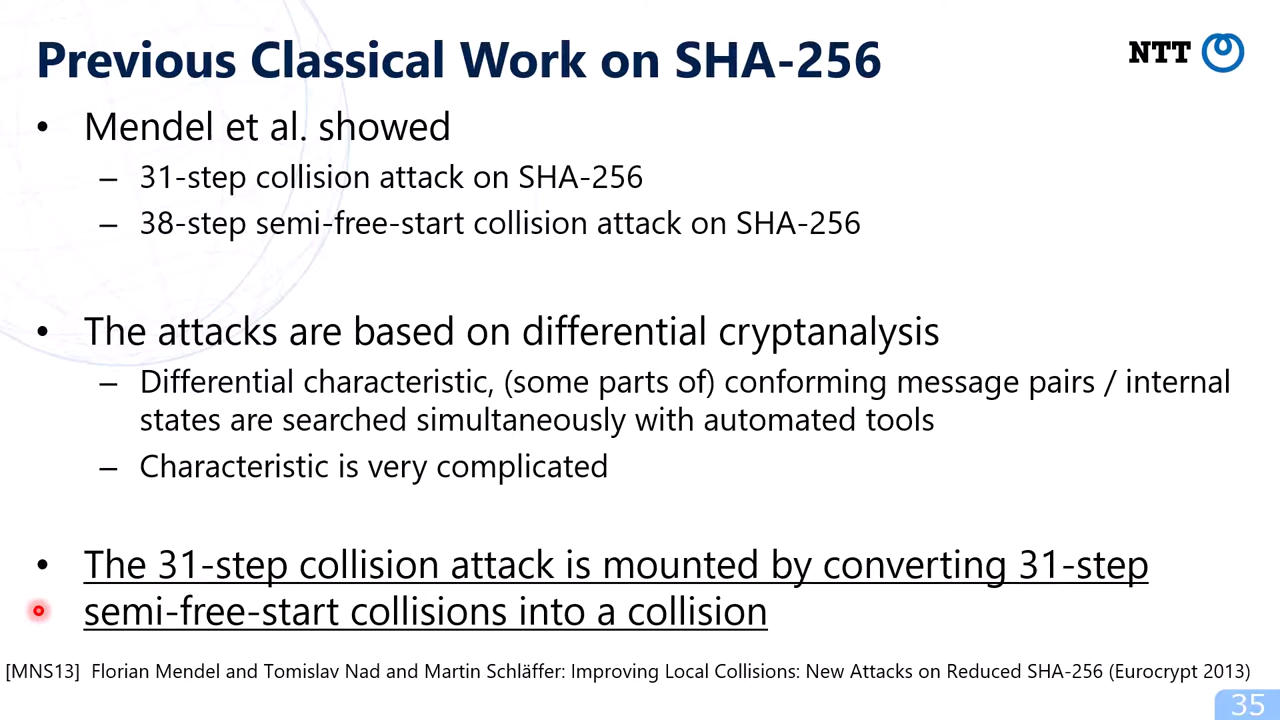 Previous Classical Work on SHA-256
NTT
• Mendel et al. showed
– 31-step collision attack on SHA-256
– 38-step semi-free-start collision attack on SHA-256
• The attacks are based on differential cryptanalysis
– Differential characteristic, (some parts of) conforming message pairs / internal
states are searched simultaneously with automated tools
– Characteristic is very complicated
• The 31-step collision attack is mounted by converting 31-step
semi-free-start collisions into a collision
[MNS13] Florian Mendel and Tomislav Nad and Martin Schläffer: Improving Local Collisions: New Attacks on Reduced SHA-256 (Eurocrypt 2013)
35